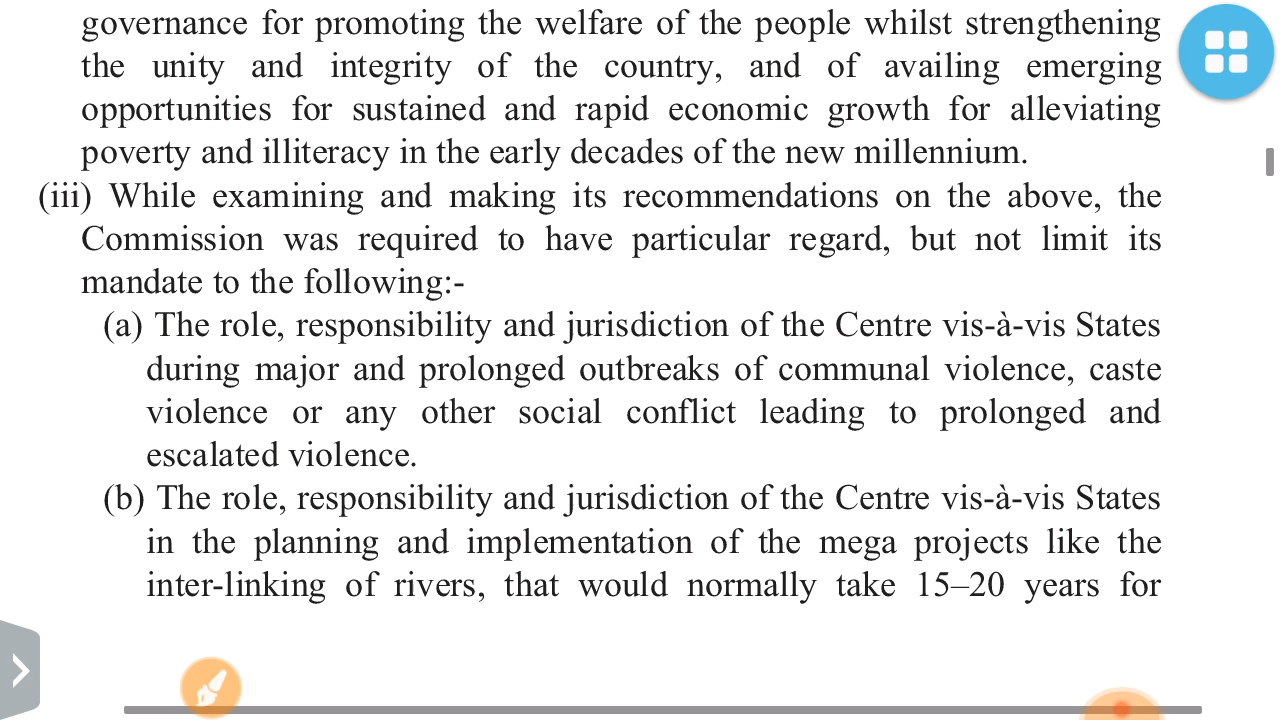 governance for promoting the welfare of the people whilst strengthening
the unity and integrity of the country, and of availing emerging
opportunities for sustained and rapid economic growth for alleviating
poverty and illiteracy in the early decades of the new millennium.
(iii) While examining and making its recommendations on the above, the
Commission was required to have particular regard, but not limit its
mandate to the following:-
(a) The role, responsibility and jurisdiction of the Centre vis-à-vis States
during major and prolonged outbreaks of communal violence, caste
violence or any other social conflict leading to prolonged and
escalated violence.
(b) The role, responsibility and jurisdiction of the Centre vis-à-vis States
in the planning and implementation of the mega projects like the
inter-linking of rivers, that would normally take 15–20 years for